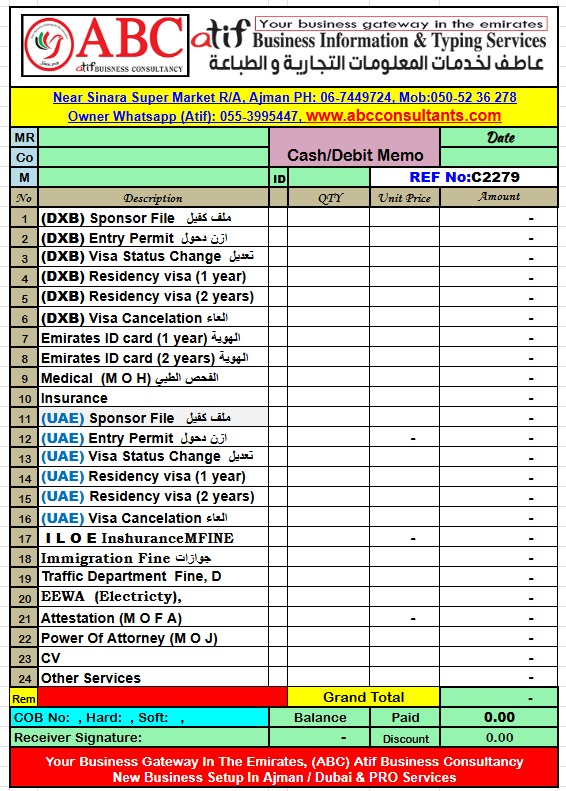 ABC
atif BUISNESS CONSULTANCY
atif
Your business gateway in the emirates
Business Information & Typing Services
عاطف لخدمات المعلومات التجارية و الطباعة
Near Sinara Super Market R/A, Ajman PH: 06-7449724, Mob:050-52 36 278
Owner Whatsapp (Atif): 055-3995447, www.abcconsultants.com
MR Cash/Debit Memo Date
Co
M ID REF No:C2279
No Description QTY Unit Price Amount
1 (DXB) Sponsor File ملف كفيل -
2 (DXB) Entry Permit ازن دحول -
3 (DXB) Visa Status Change تعديل -
4 (DXB) Residency visa (1 year) -
5 (DXB) Residency visa (2 years) -
6 (DXB) Visa Cancelation الغاء -
7 Emirates ID card (1 year) الهوية -
8 Emirates ID card (2 years) الهوية -
9 Medical (M O H) الفحص الطبي -
10 Insurance -
11 (UAE) Sponsor File ملف كفيل -
12 (UAE) Entry Permit ازن دحول - -
13 (UAE) Visa Status Change تعديل -
14 (UAE) Residency visa (1 year) -
15 (UAE) Residency visa (2 years) -
16 (UAE) Visa Cancelation الغاء -
17 I L O E InshuranceMFINE - -
18 Immigration Fine جوازات -
19 Traffic Department Fine, D -
20 EEWA (Electricty), -
21 Attestation (M O F A) - -
22 Power Of Attorney (M O J) -
23 CV -
24 Other Services -
Rem Grand Total -
COB No: , Hard: , Soft: , Balance Paid 0.00
Receiver Signature: - Discount 0.00
Your Business Gateway In The Emirates, (ABC) Atif Business Consultancy
New Business Setup In Ajman / Dubai & PRO Services